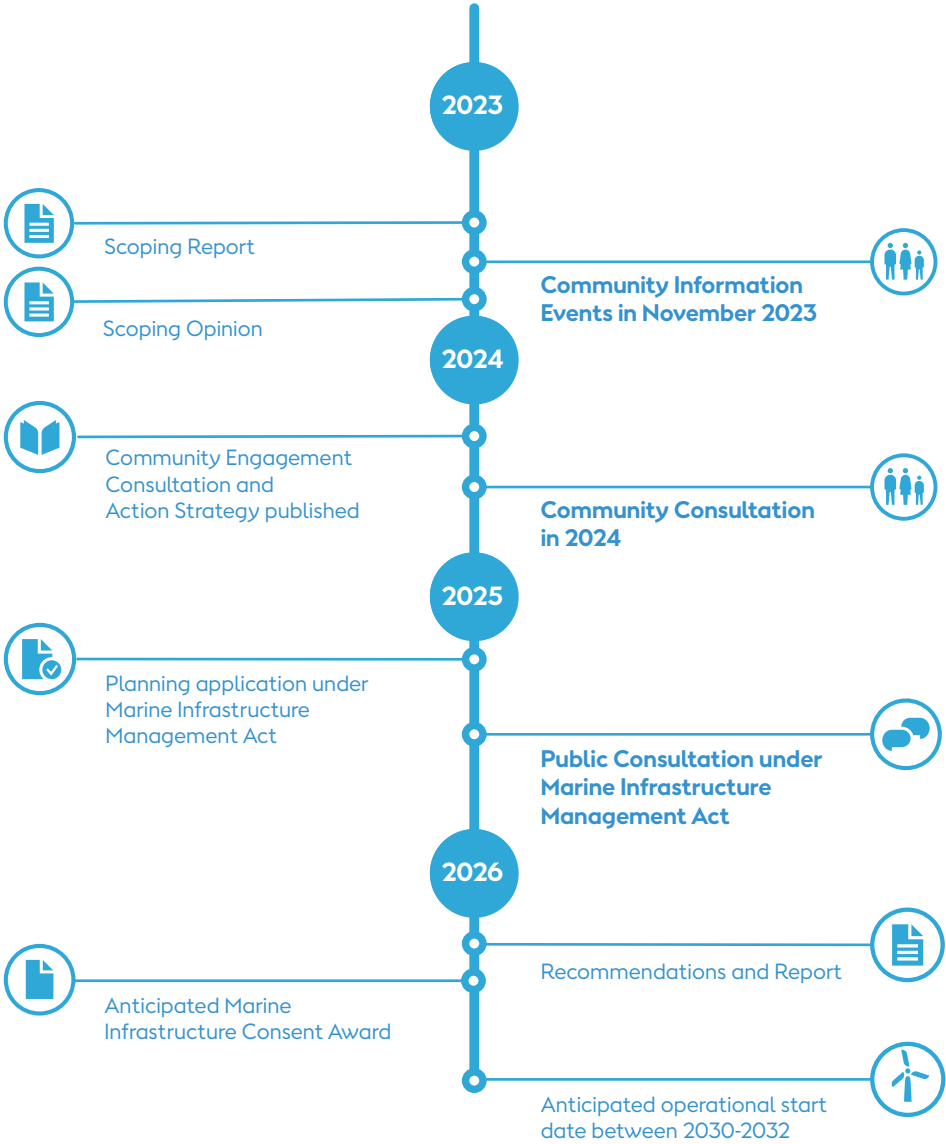 2023
Scoping Report
Community Information
Events in November 2023
Scoping Opinion
2024
Community Engagement
Consultation and
Action Strategy published
Community Consultation
in 2024
2025
Planning application under
Marine Infrastructure
Management Act
Public Consultation under
Marine Infrastructure
Management Act
2026
Recommendations and Report
Anticipated Marine
Infrastructure Consent Award
Anticipated operational start
date between 2030-2032